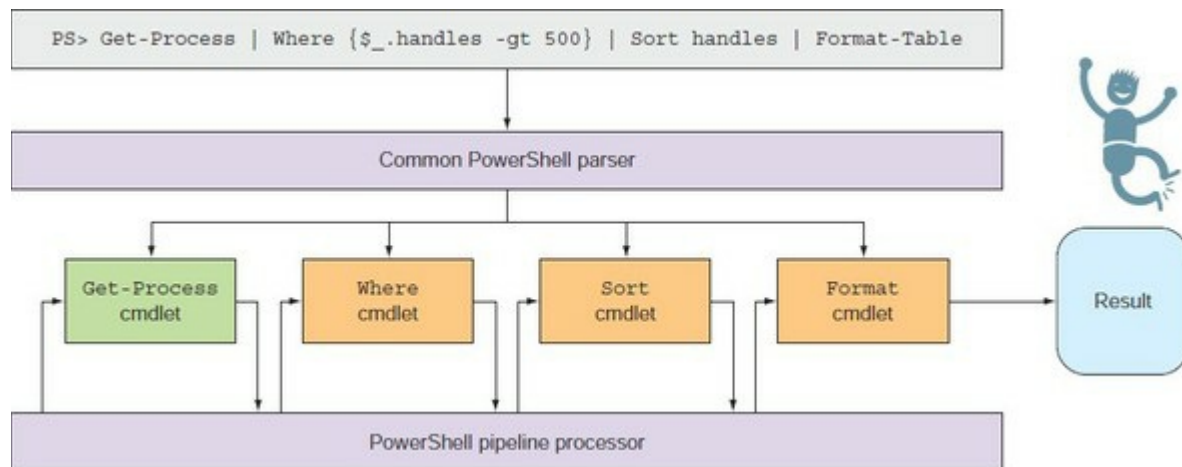 PS> Get-Process | Where {$_.handles -gt 500} | Sort handles | Format-Table
Common PowerShell parser
Get-Process
cmdlet
Where
cmdlet
Sort
cmdlet
Format
cmdlet
Result
PowerShell pipeline processor